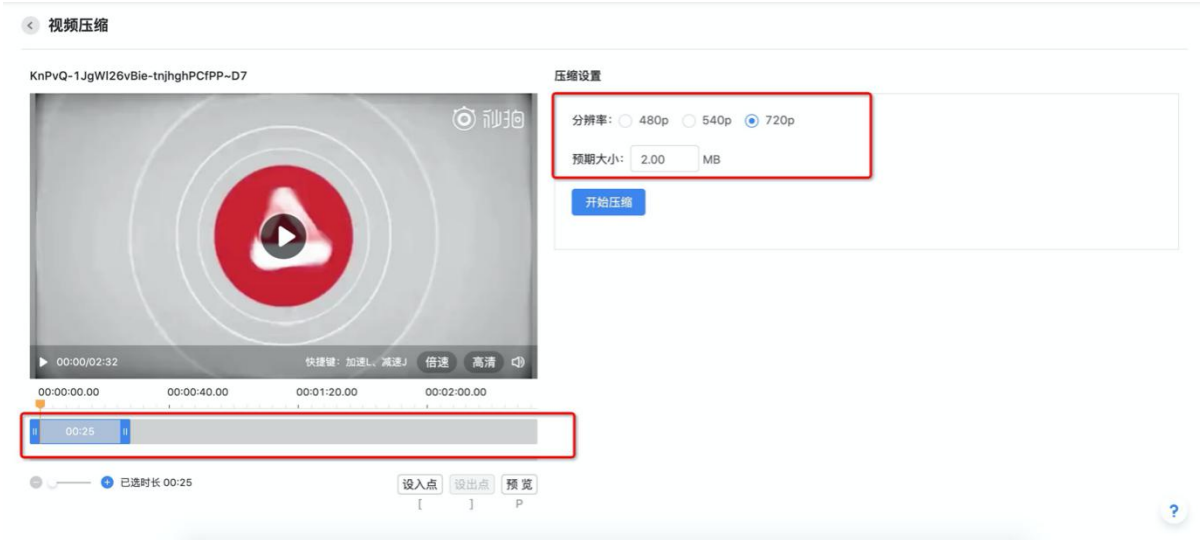 视频压缩
KnPvQ-1JgWl26vBie-tnjhghPCfPP~D7
秒拍
00:00/02:32 快捷键: 加速L、减速J 倍速 高清
00:00:00.00 00:00:40.00 00:01:20.00 00:02:00.00
00:25
已选时长 00:25 设入点 设出点 预 览
[ ] P
压缩设置
分辨率: 480p 540p 720p
预期大小: 2.00 MB
开始压缩
?